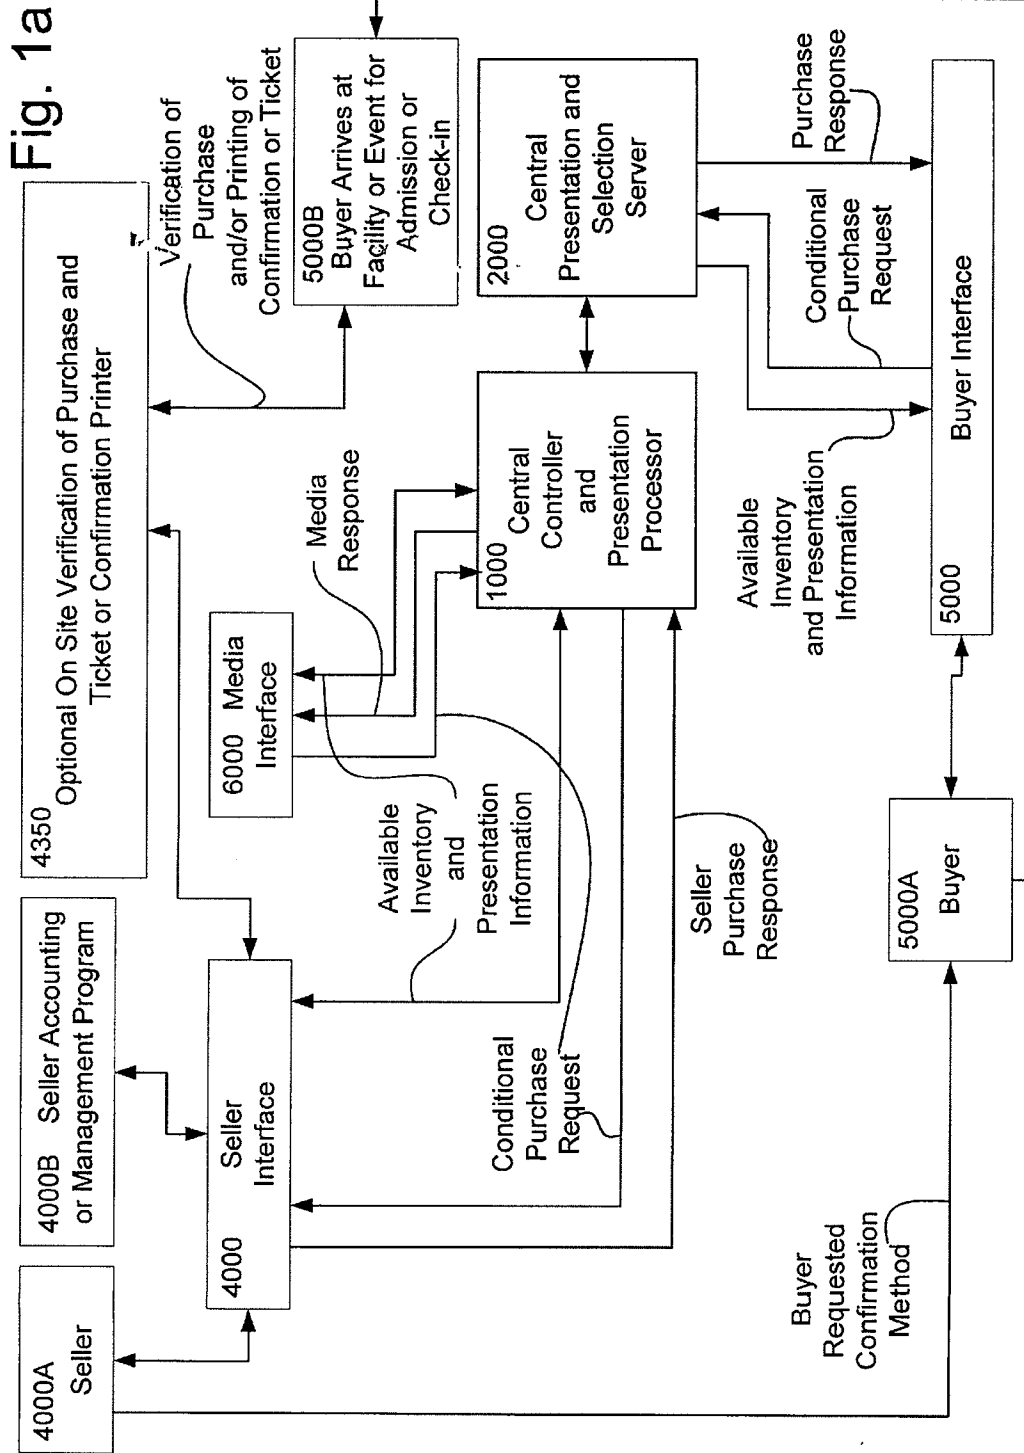 Fig. 1a
4000A
Seller
4000B Seller Accounting
or Management Program
4350
Optional On Site Verification of Purchase and
Ticket or Confirmation Printer
4000
Seller
Interface
6000 Media
Interface
Verification of
Purchase
and/or Printing of
Confirmation or Ticket
5000B
Buyer Arrives at
Facility or Event for
Admission or
Check-in
Media
Response
Available
Inventory
and
Presentation
Information
Conditional
Purchase
Request
1000
Central
Controller
and
Presentation
Processor
2000
Central
Presentation and
Selection
Server
Seller
Purchase
Response
Available
Inventory
and Presentation
Information
Conditional
Purchase
Request
Purchase
Response
Buyer
Requested
Confirmation
Method
5000A
Buyer
5000
Buyer Interface